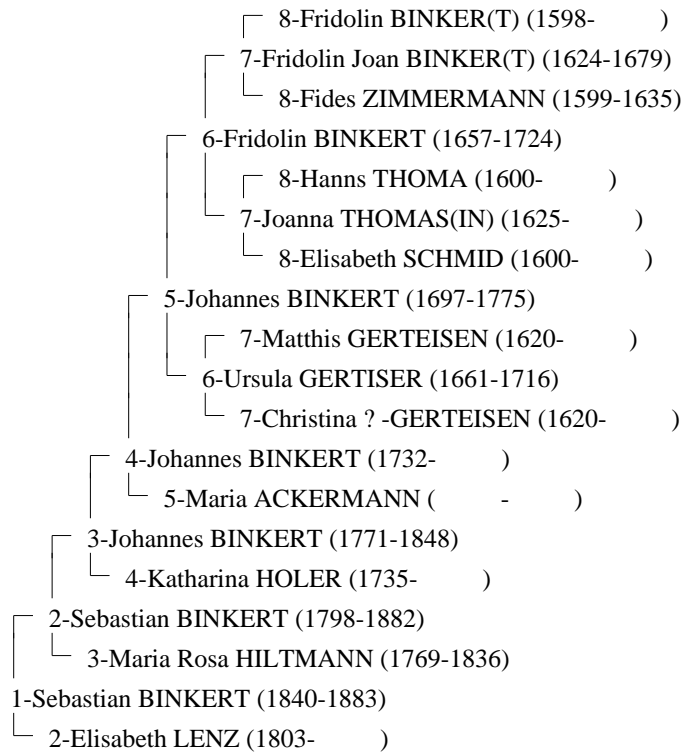 8-Fridolin BINKER(T) (1598- )
7-Fridolin Joan BINKER(T) (1624-1679)
8-Fides ZIMMERMANN (1599-1635)
6-Fridolin BINKERT (1657-1724)
8-Hanns THOMA (1600- )
7-Joanna THOMAS(IN) (1625- )
8-Elisabeth SCHMID (1600- )
5-Johannes BINKERT (1697-1775)
7-Matthis GERTEISEN (1620- )
6-Ursula GERTISER (1661-1716)
7-Christina ? -GERTEISEN (1620- )
4-Johannes BINKERT (1732- )
5-Maria ACKERMANN ( - )
3-Johannes BINKERT (1771-1848)
4-Katharina HOLER (1735- )
2-Sebastian BINKERT (1798-1882)
3-Maria Rosa HILTMANN (1769-1836)
1-Sebastian BINKERT (1840-1883)
2-Elisabeth LENZ (1803- )